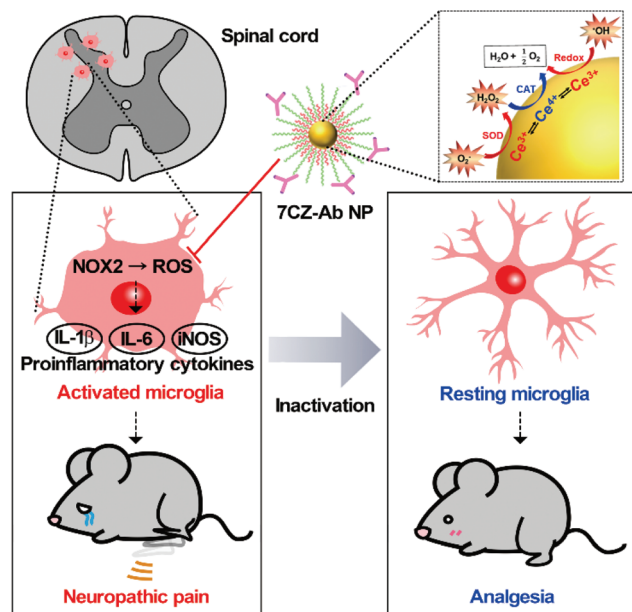 Spinal cord
7CZ-Ab NP
•OH
H₂O + ½ O₂
Redox
H₂O₂
CAT
Ce³⁺
Ce⁴⁺
SOD
Ce³⁺
O₂•⁻
NOX2 → ROS
IL-1β IL-6 iNOS
Proinflammatory cytokines
Activated microglia
Inactivation
Resting microglia
Neuropathic pain
Analgesia